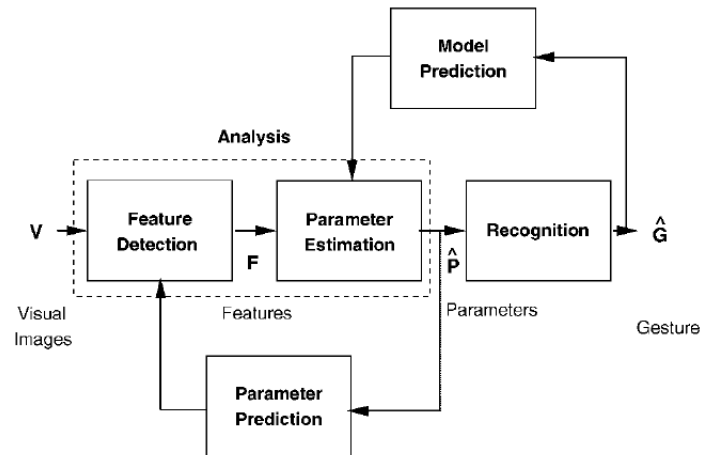 Model
Prediction
Analysis
V
Feature
Detection
F
Parameter
Estimation
^
P
Recognition
^
G
Visual
Images
Features
Parameters
Gesture
Parameter
Prediction